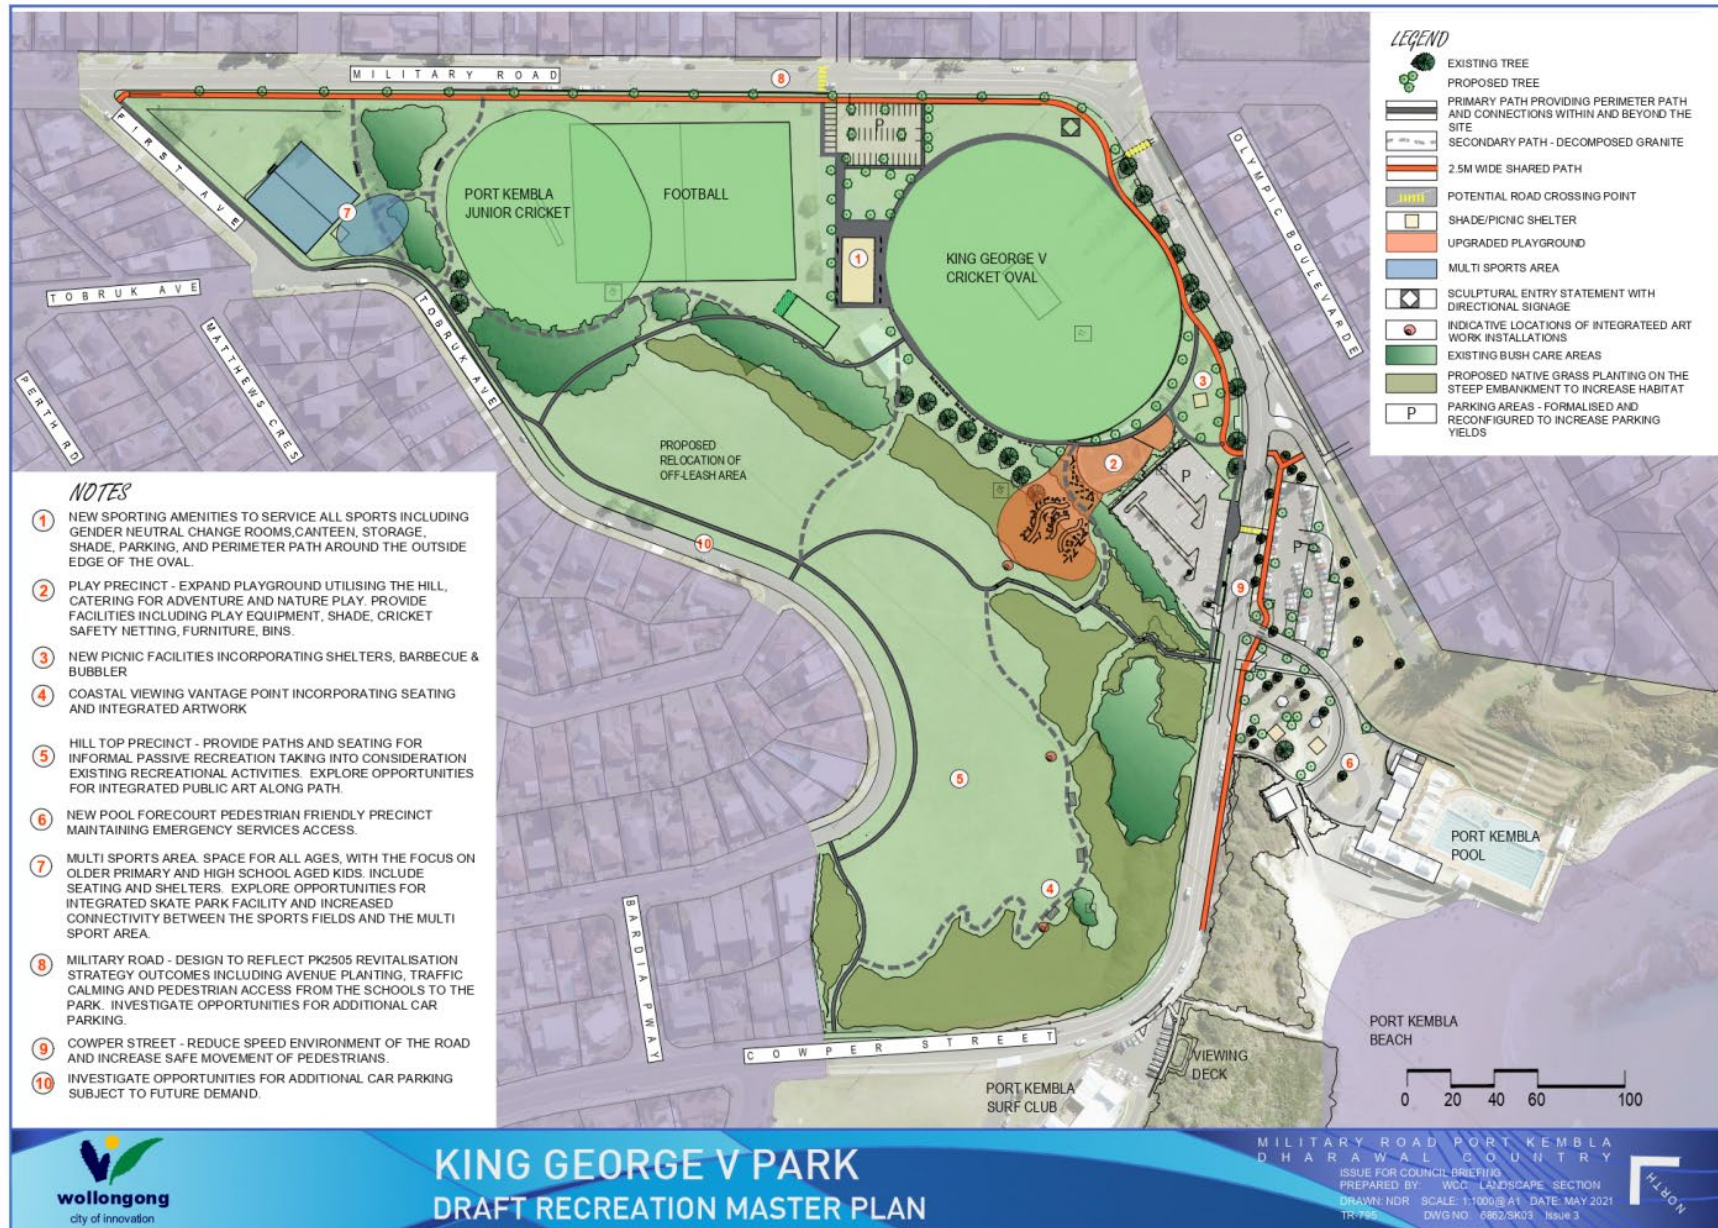 MILITARY ROAD
8
FIRST AVE
P
OLYMPIC BOULEVARDE
PORT KEMBLA
JUNIOR CRICKET
FOOTBALL
7
1
KING GEORGE V
CRICKET OVAL
TOBRUK AVE
TOBRUK AVE
MATTHEWS CRES
PERTH RD
3
PROPOSED
RELOCATION OF
OFF-LEASH AREA
2
P
10
P
9
5
6
4
PORT KEMBLA
POOL
BARDIA PWAY
COWPER STREET
PORT KEMBLA
BEACH
VIEWING
DECK
PORT KEMBLA
SURF CLUB
0 20 40 60 100
LEGEND
EXISTING TREE
PROPOSED TREE
PRIMARY PATH PROVIDING PERIMETER PATH
AND CONNECTIONS WITHIN AND BEYOND THE
SITE
SECONDARY PATH - DECOMPOSED GRANITE
2.5M WIDE SHARED PATH
POTENTIAL ROAD CROSSING POINT
SHADE/PICNIC SHELTER
UPGRADED PLAYGROUND
MULTI SPORTS AREA
SCULPTURAL ENTRY STATEMENT WITH
DIRECTIONAL SIGNAGE
INDICATIVE LOCATIONS OF INTEGRATEED ART
WORK INSTALLATIONS
EXISTING BUSH CARE AREAS
PROPOSED NATIVE GRASS PLANTING ON THE
STEEP EMBANKMENT TO INCREASE HABITAT
P PARKING AREAS - FORMALISED AND
RECONFIGURED TO INCREASE PARKING
YIELDS
NOTES
1 NEW SPORTING AMENITIES TO SERVICE ALL SPORTS INCLUDING
GENDER NEUTRAL CHANGE ROOMS,CANTEEN, STORAGE,
SHADE, PARKING, AND PERIMETER PATH AROUND THE OUTSIDE
EDGE OF THE OVAL.
2 PLAY PRECINCT - EXPAND PLAYGROUND UTILISING THE HILL,
CATERING FOR ADVENTURE AND NATURE PLAY. PROVIDE
FACILITIES INCLUDING PLAY EQUIPMENT, SHADE, CRICKET
SAFETY NETTING, FURNITURE, BINS.
3 NEW PICNIC FACILITIES INCORPORATING SHELTERS, BARBECUE &
BUBBLER
4 COASTAL VIEWING VANTAGE POINT INCORPORATING SEATING
AND INTEGRATED ARTWORK
5 HILL TOP PRECINCT - PROVIDE PATHS AND SEATING FOR
INFORMAL PASSIVE RECREATION TAKING INTO CONSIDERATION
EXISTING RECREATIONAL ACTIVITIES. EXPLORE OPPORTUNITIES
FOR INTEGRATED PUBLIC ART ALONG PATH.
6 NEW POOL FORECOURT PEDESTRIAN FRIENDLY PRECINCT
MAINTAINING EMERGENCY SERVICES ACCESS.
7 MULTI SPORTS AREA. SPACE FOR ALL AGES, WITH THE FOCUS ON
OLDER PRIMARY AND HIGH SCHOOL AGED KIDS. INCLUDE
SEATING AND SHELTERS. EXPLORE OPPORTUNITIES FOR
INTEGRATED SKATE PARK FACILITY AND INCREASED
CONNECTIVITY BETWEEN THE SPORTS FIELDS AND THE MULTI
SPORT AREA.
8 MILITARY ROAD - DESIGN TO REFLECT PK2505 REVITALISATION
STRATEGY OUTCOMES INCLUDING AVENUE PLANTING, TRAFFIC
CALMING AND PEDESTRIAN ACCESS FROM THE SCHOOLS TO THE
PARK. INVESTIGATE OPPORTUNITIES FOR ADDITIONAL CAR
PARKING.
9 COWPER STREET - REDUCE SPEED ENVIRONMENT OF THE ROAD
AND INCREASE SAFE MOVEMENT OF PEDESTRIANS.
10 INVESTIGATE OPPORTUNITIES FOR ADDITIONAL CAR PARKING
SUBJECT TO FUTURE DEMAND.
wollongong
city of innovation
KING GEORGE V PARK
DRAFT RECREATION MASTER PLAN
MILITARY ROAD PORT KEMBLA
DHARAWAL COUNTRY
ISSUE FOR COUNCIL BRIEFING
PREPARED BY: WCC LANDSCAPE SECTION
DRAWN: NDR SCALE: 1:1000@ A1 DATE: MAY 2021
TR-795 DWG NO. 6862/SK03 Issue 3
NORTH